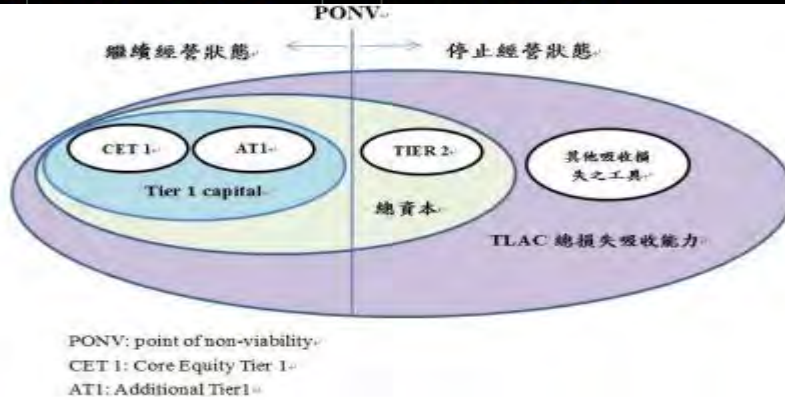 PONV
繼續經營狀態
停止經營狀態
CET 1
AT1
TIER 2
其他吸收損
失之工具
Tier 1 capital
總資本
TLAC 總損失吸收能力
PONV: point of non-viability
CET 1: Core Equity Tier 1
AT1: Additional Tier1